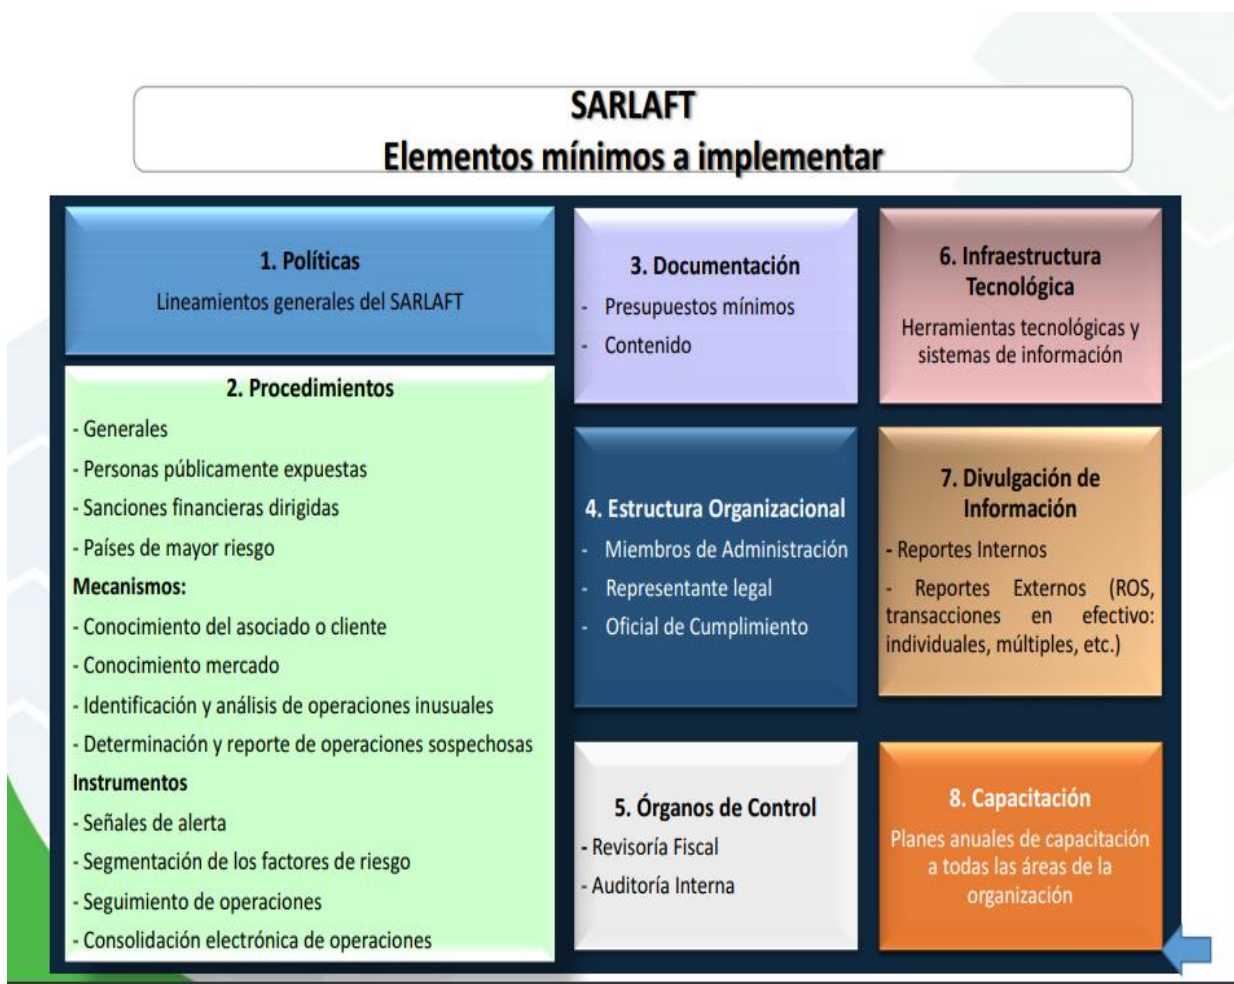 SARLAFT
Elementos mínimos a implementar
1. Políticas
Lineamientos generales del SARLAFT
2. Procedimientos
- Generales
- Personas públicamente expuestas
- Sanciones financieras dirigidas
- Países de mayor riesgo
Mecanismos:
- Conocimiento del asociado o cliente
- Conocimiento mercado
- Identificación y análisis de operaciones inusuales
- Determinación y reporte de operaciones sospechosas
Instrumentos
- Señales de alerta
- Segmentación de los factores de riesgo
- Seguimiento de operaciones
- Consolidación electrónica de operaciones
3. Documentación
- Presupuestos mínimos
- Contenido
4. Estructura Organizacional
- Miembros de Administración
- Representante legal
- Oficial de Cumplimiento
5. Órganos de Control
- Revisoría Fiscal
- Auditoría Interna
6. Infraestructura
Tecnológica
Herramientas tecnológicas y
sistemas de información
7. Divulgación de
Información
- Reportes Internos
- Reportes Externos (ROS,
transacciones en efectivo:
individuales, múltiples, etc.)
8. Capacitación
Planes anuales de capacitación
a todas las áreas de la
organización